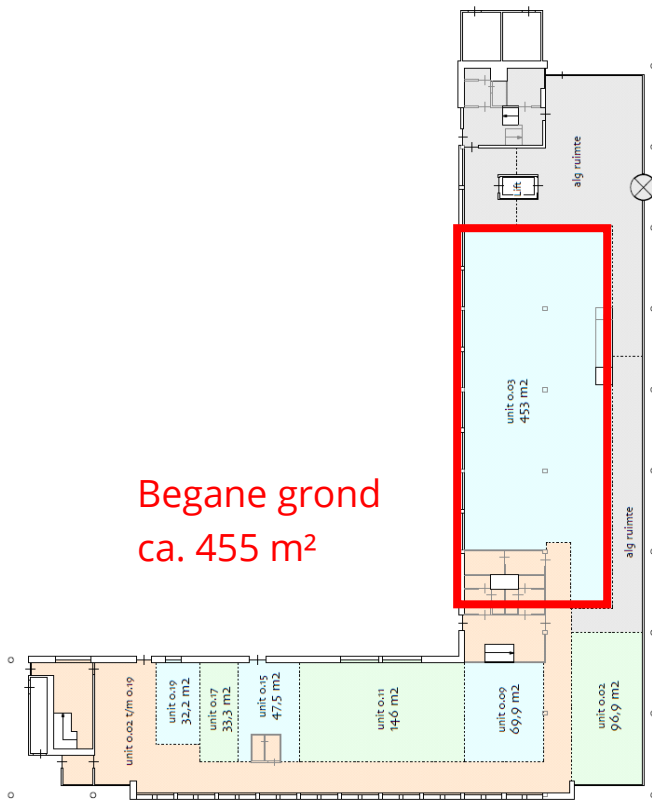 alg ruimte
Lift
unit 0.03
453 m2
Begane grond
ca. 455 m²
alg ruimte
unit 0.02 t/m 0.19
unit 0.19
32,2 m2
unit 0.17
33,3 m2
unit 0.15
47,5 m2
unit 0.11
146 m2
unit 0.09
69,9 m2
unit 0.02
96,9 m2